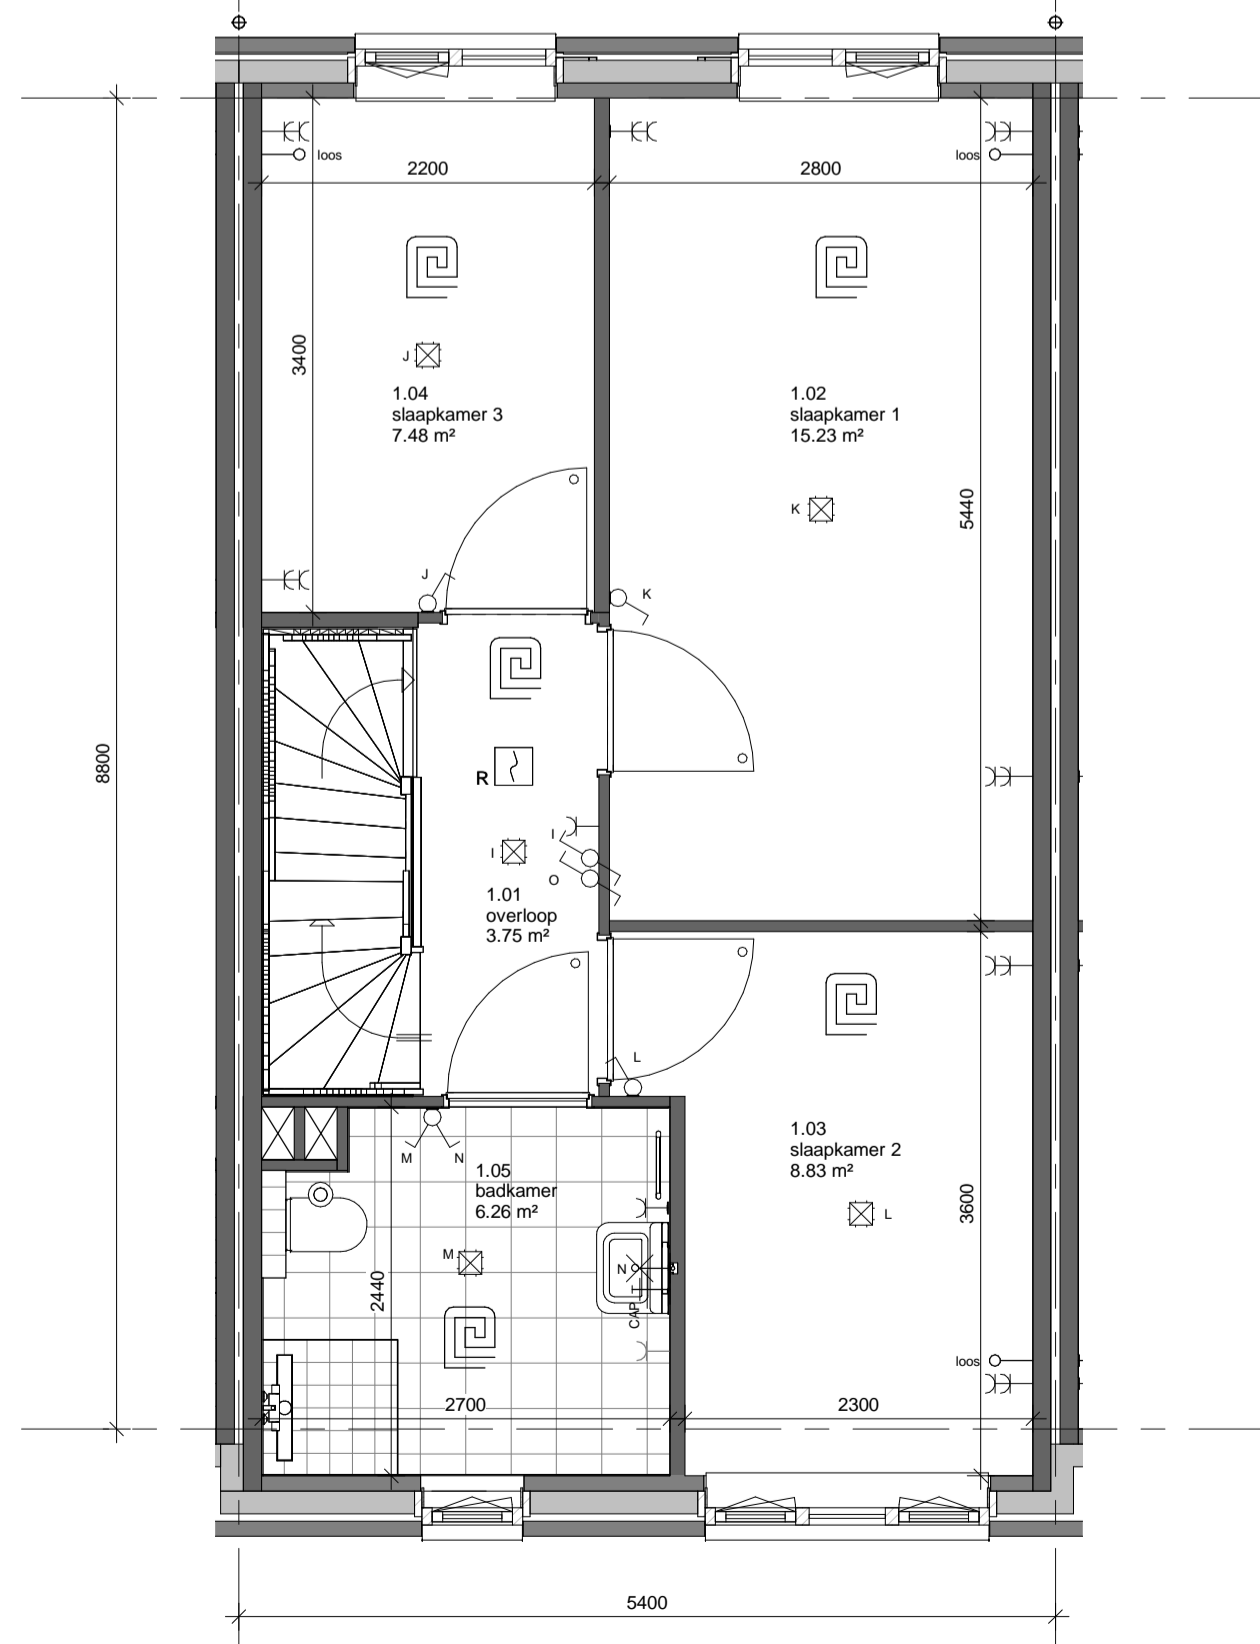 loos
loos
2200
2800
3400
J
1.04
slaapkamer 3
7.48 m²
1.02
slaapkamer 1
15.23 m²
K
5440
J
K
8800
R
I
I
O
1.01
overloop
3.75 m²
L
1.03
slaapkamer 2
8.83 m²
M
N
1.05
badkamer
6.26 m²
3600
L
M
N
2440
CAP
loos
2700
2300
5400